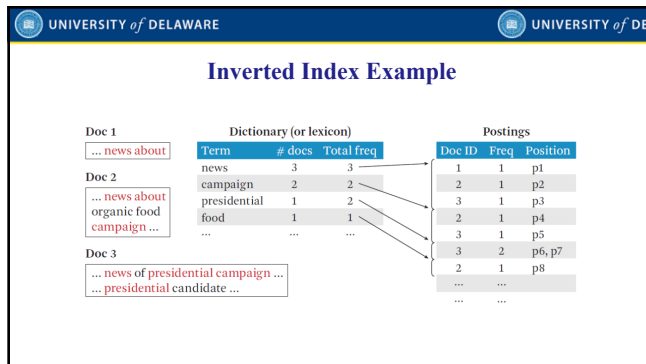 UNIVERSITY of DELAWARE
UNIVERSITY of DE
Inverted Index Example
Doc 1
... news about
Doc 2
... news about
organic food
campaign ...
Doc 3
... news of presidential campaign ...
... presidential candidate ...
Dictionary (or lexicon)
Term # docs Total freq
news 3 3
campaign 2 2
presidential 1 2
food 1 1
... ... ...
Postings
Doc ID Freq Position
1 1 p1
2 1 p2
3 1 p3
2 1 p4
3 1 p5
3 2 p6, p7
2 1 p8
... ...
... ...